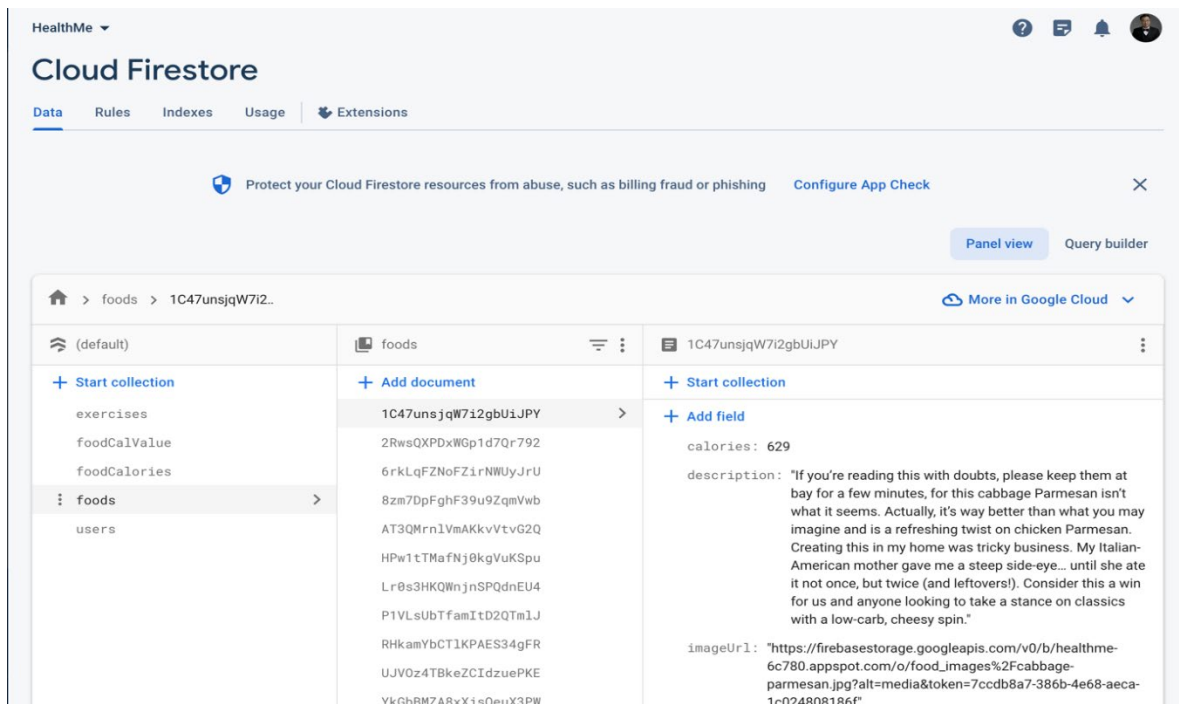 HealthMe
Cloud Firestore
Data Rules Indexes Usage Extensions
Protect your Cloud Firestore resources from abuse, such as billing fraud or phishing Configure App Check
Panel view Query builder
foods > 1C47unsjqW7i2..
More in Google Cloud
(default)
+ Start collection
exercises
foodCalValue
foodCalories
foods
users
foods
+ Add document
1C47unsjqW7i2gbUiJPY
2RwsQXPDxWGp1d7Qr792
6rkLqFZNoFZirNWUyJrU
8zm7DpFghF39u9ZqmVwb
AT3QMrnlVmAKkvVtvG2Q
HPw1tTMafNj0kgVuKSpu
Lr0s3HKQWnjnSPQdnEU4
P1VLsUbTfamItD2QTmlJ
RHkamYbCTlKPAES34gFR
UJVOz4TBkeZCIdzuePKE
YkGbBMZA8xXjsOeuX3PW
1C47unsjqW7i2gbUiJPY
+ Start collection
+ Add field
calories: 629
description: "If you're reading this with doubts, please keep them at
bay for a few minutes, for this cabbage Parmesan isn't
what it seems. Actually, it's way better than what you may
imagine and is a refreshing twist on chicken Parmesan.
Creating this in my home was tricky business. My Italian-
American mother gave me a steep side-eye… until she ate
it not once, but twice (and leftovers!). Consider this a win
for us and anyone looking to take a stance on classics
with a low-carb, cheesy spin."
imageUrl: "https://firebasestorage.googleapis.com/v0/b/healthme-
6c780.appspot.com/o/food_images%2Fcabbage-
parmesan.jpg?alt=media&token=7ccdb8a7-386b-4e68-aeca-
1c024808186f"